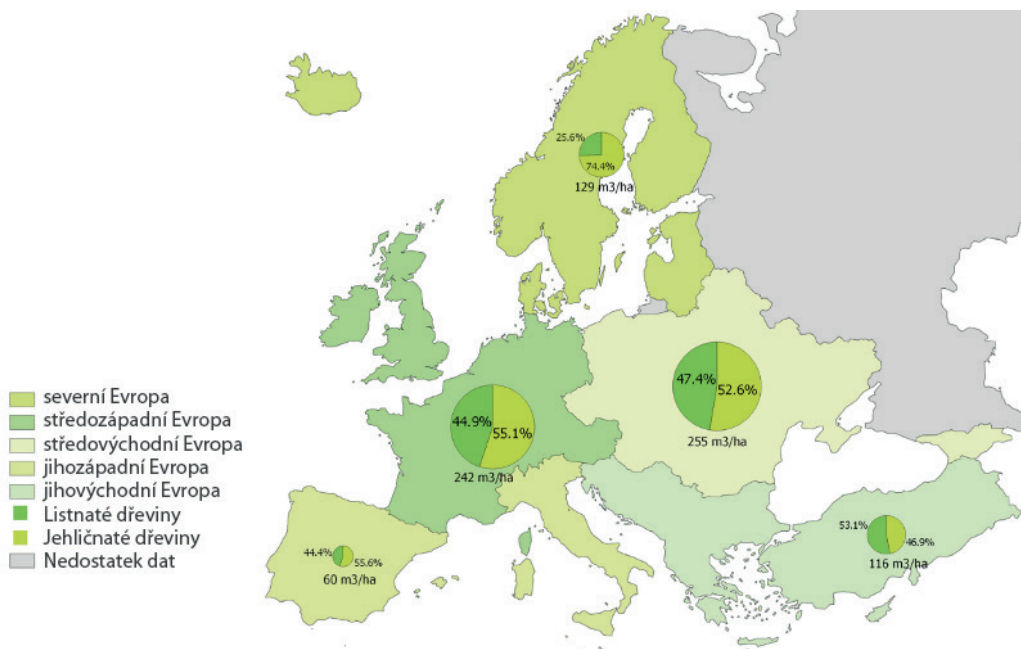 25.6%
74.4%
129 m3/ha
47.4%
52.6%
255 m3/ha
44.9%
55.1%
242 m3/ha
53.1%
46.9%
116 m3/ha
44.4%
55.6%
60 m3/ha
severní Evropa
středozápadní Evropa
středovýchodní Evropa
jihozápadní Evropa
jihovýchodní Evropa
Listnaté dřeviny
Jehličnaté dřeviny
Nedostatek dat